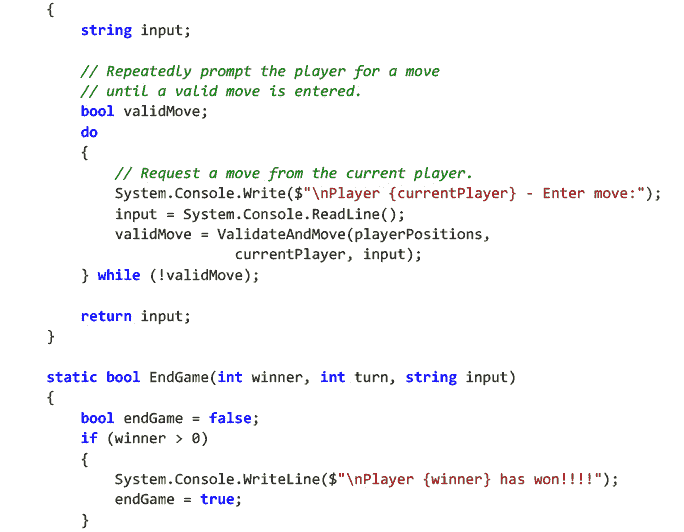 {
    string input;

    // Repeatedly prompt the player for a move
    // until a valid move is entered.
    bool validMove;
    do
    {
        // Request a move from the current player.
        System.Console.Write($"\nPlayer {currentPlayer} - Enter move:");
        input = System.Console.ReadLine();
        validMove = ValidateAndMove(playerPositions,
                      currentPlayer, input);
    } while (!validMove);

    return input;
}

static bool EndGame(int winner, int turn, string input)
{
    bool endGame = false;
    if (winner > 0)
    {
        System.Console.WriteLine($"\nPlayer {winner} has won!!!!");
        endGame = true;
    }